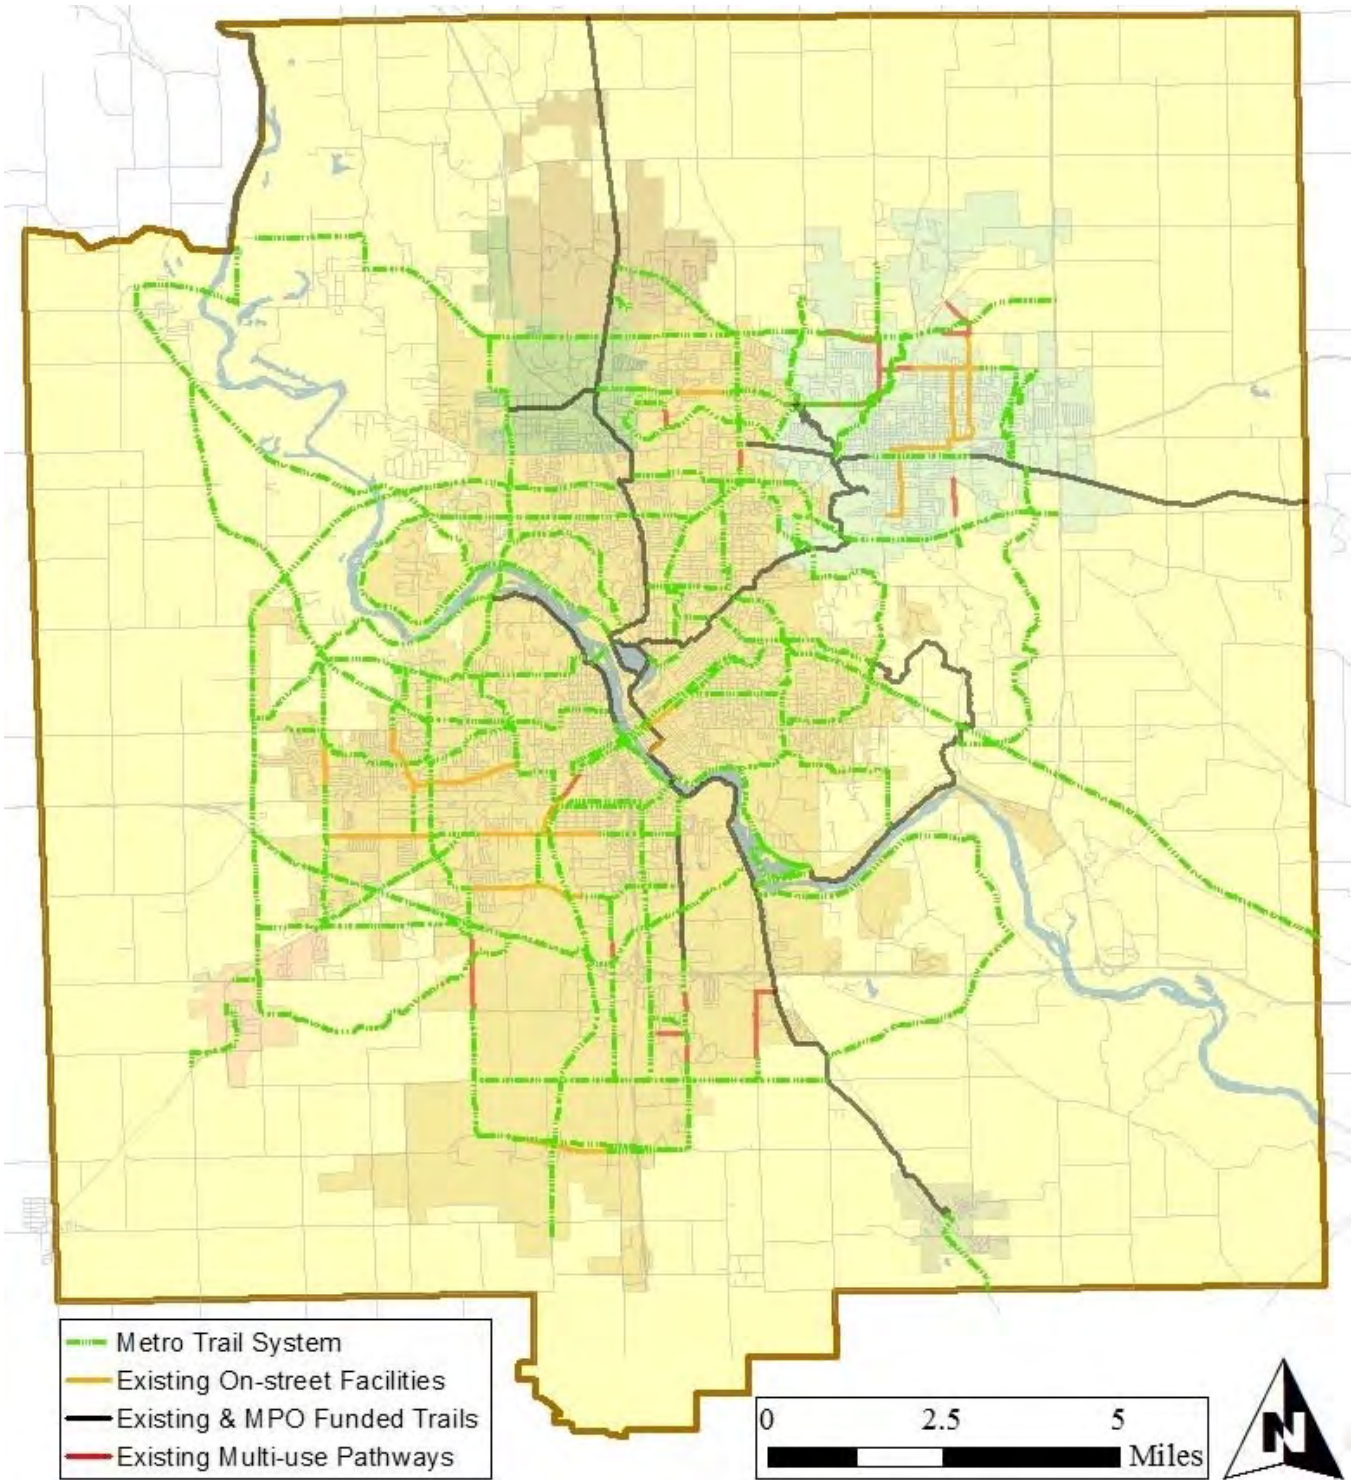 Metro Trail System
Existing On-street Facilities
Existing & MPO Funded Trails
Existing Multi-use Pathways
0 2.5 5
Miles
N